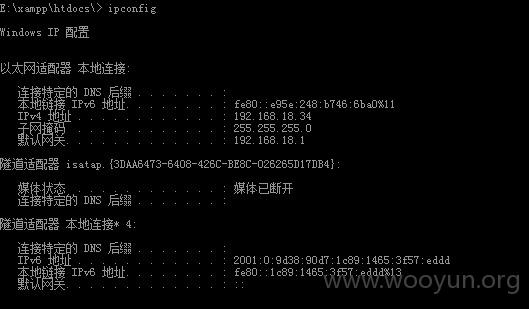 E:\xampp\htdocs\> ipconfig
Windows IP 配置
以太网适配器 本地连接:
连接特定的 DNS 后缀 . . . . . . . :
本地链接 IPv6 地址. . . . . . . . : fe80::e95e:248:b746:6ba0%11
IPv4 地址 . . . . . . . . . . . . : 192.168.18.34
子网掩码 . . . . . . . . . . . . : 255.255.255.0
默认网关. . . . . . . . . . . . . : 192.168.18.1
隧道适配器 isatap.{3DAA6473-6408-426C-BE8C-026265D17DB4}:
媒体状态 . . . . . . . . . . . . : 媒体已断开
连接特定的 DNS 后缀 . . . . . . . :
隧道适配器 本地连接* 4:
连接特定的 DNS 后缀 . . . . . . . :
IPv6 地址 . . . . . . . . . . . . : 2001:0:9d38:90d7:1c89:1465:3f57:eddd
本地链接 IPv6 地址. . . . . . . . : fe80::1c89:1465:3f57:eddd%13
默认网关. . . . . . . . . . . . . : ::
www.wooyun.org